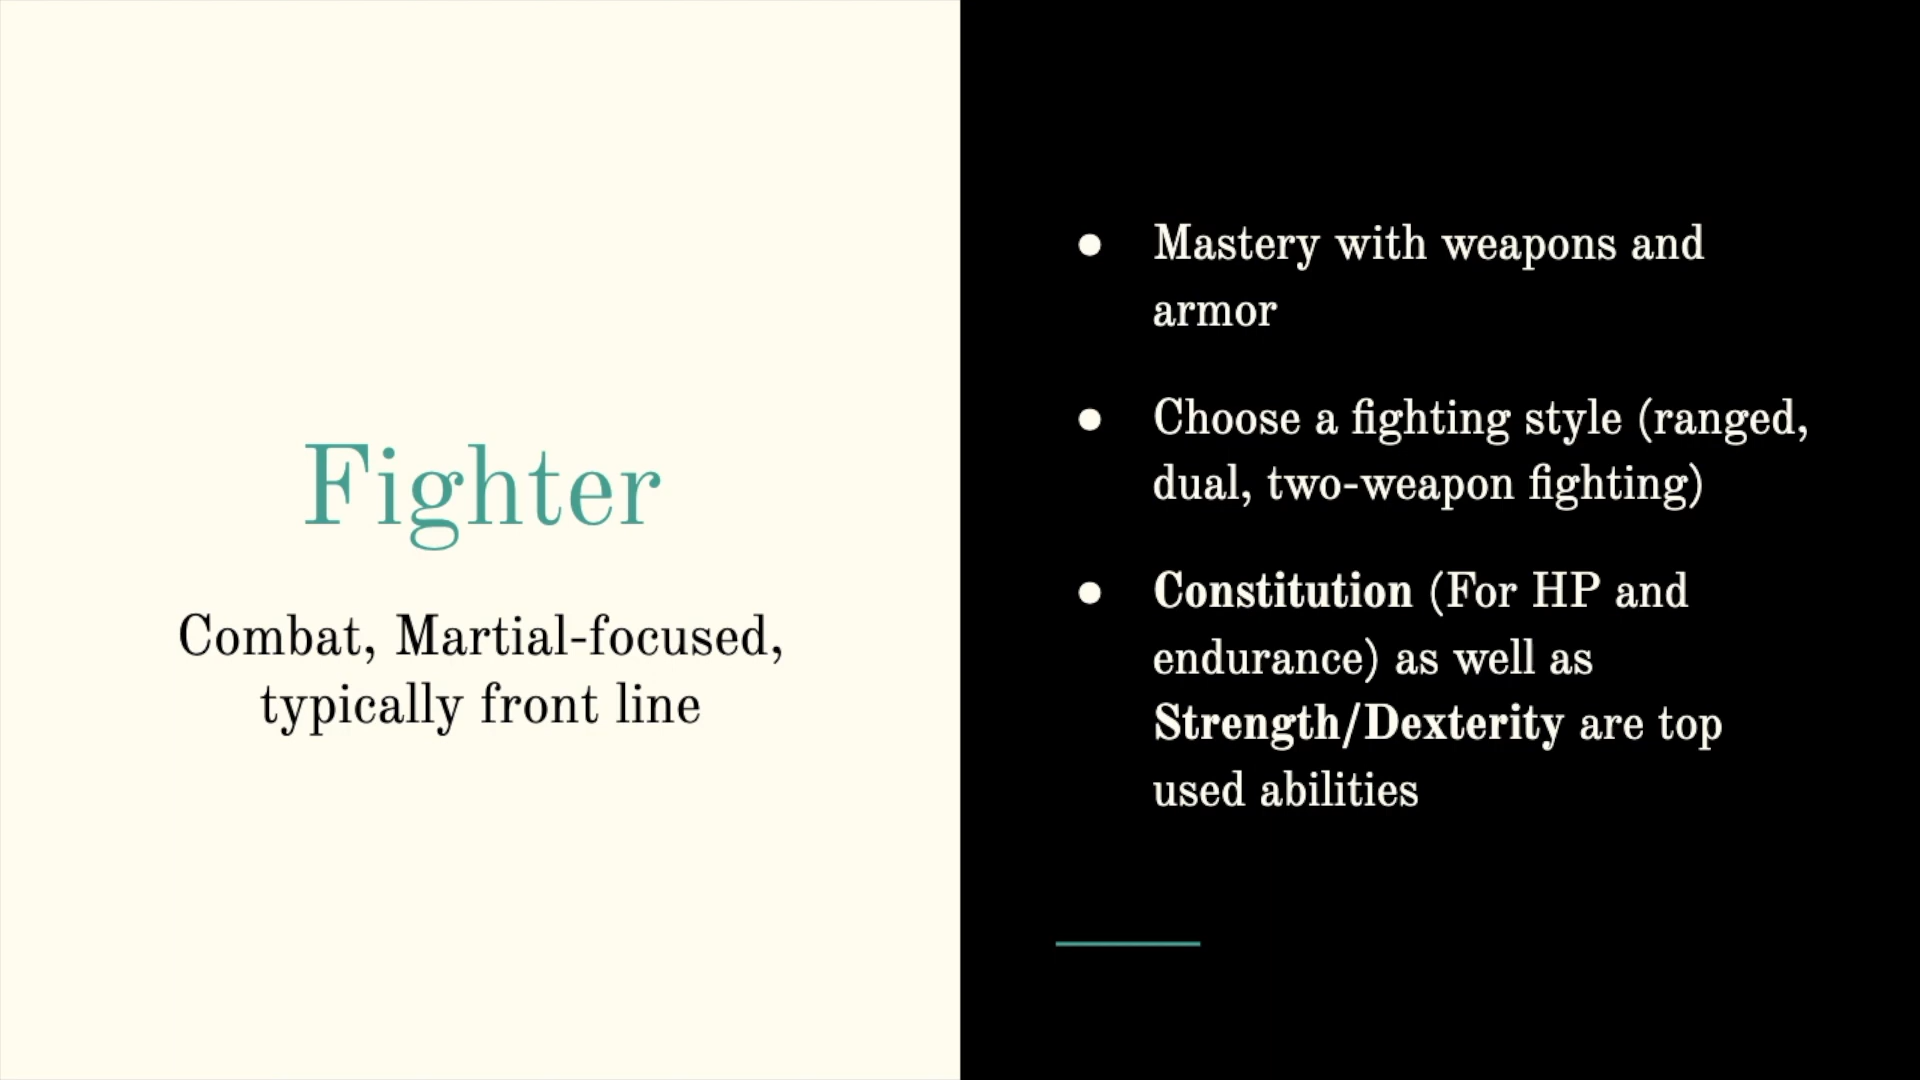 Fighter
Combat, Martial-focused,
typically front line
● Mastery with weapons and
armor
● Choose a fighting style (ranged,
dual, two-weapon fighting)
● Constitution (For HP and
endurance) as well as
Strength/Dexterity are top
used abilities